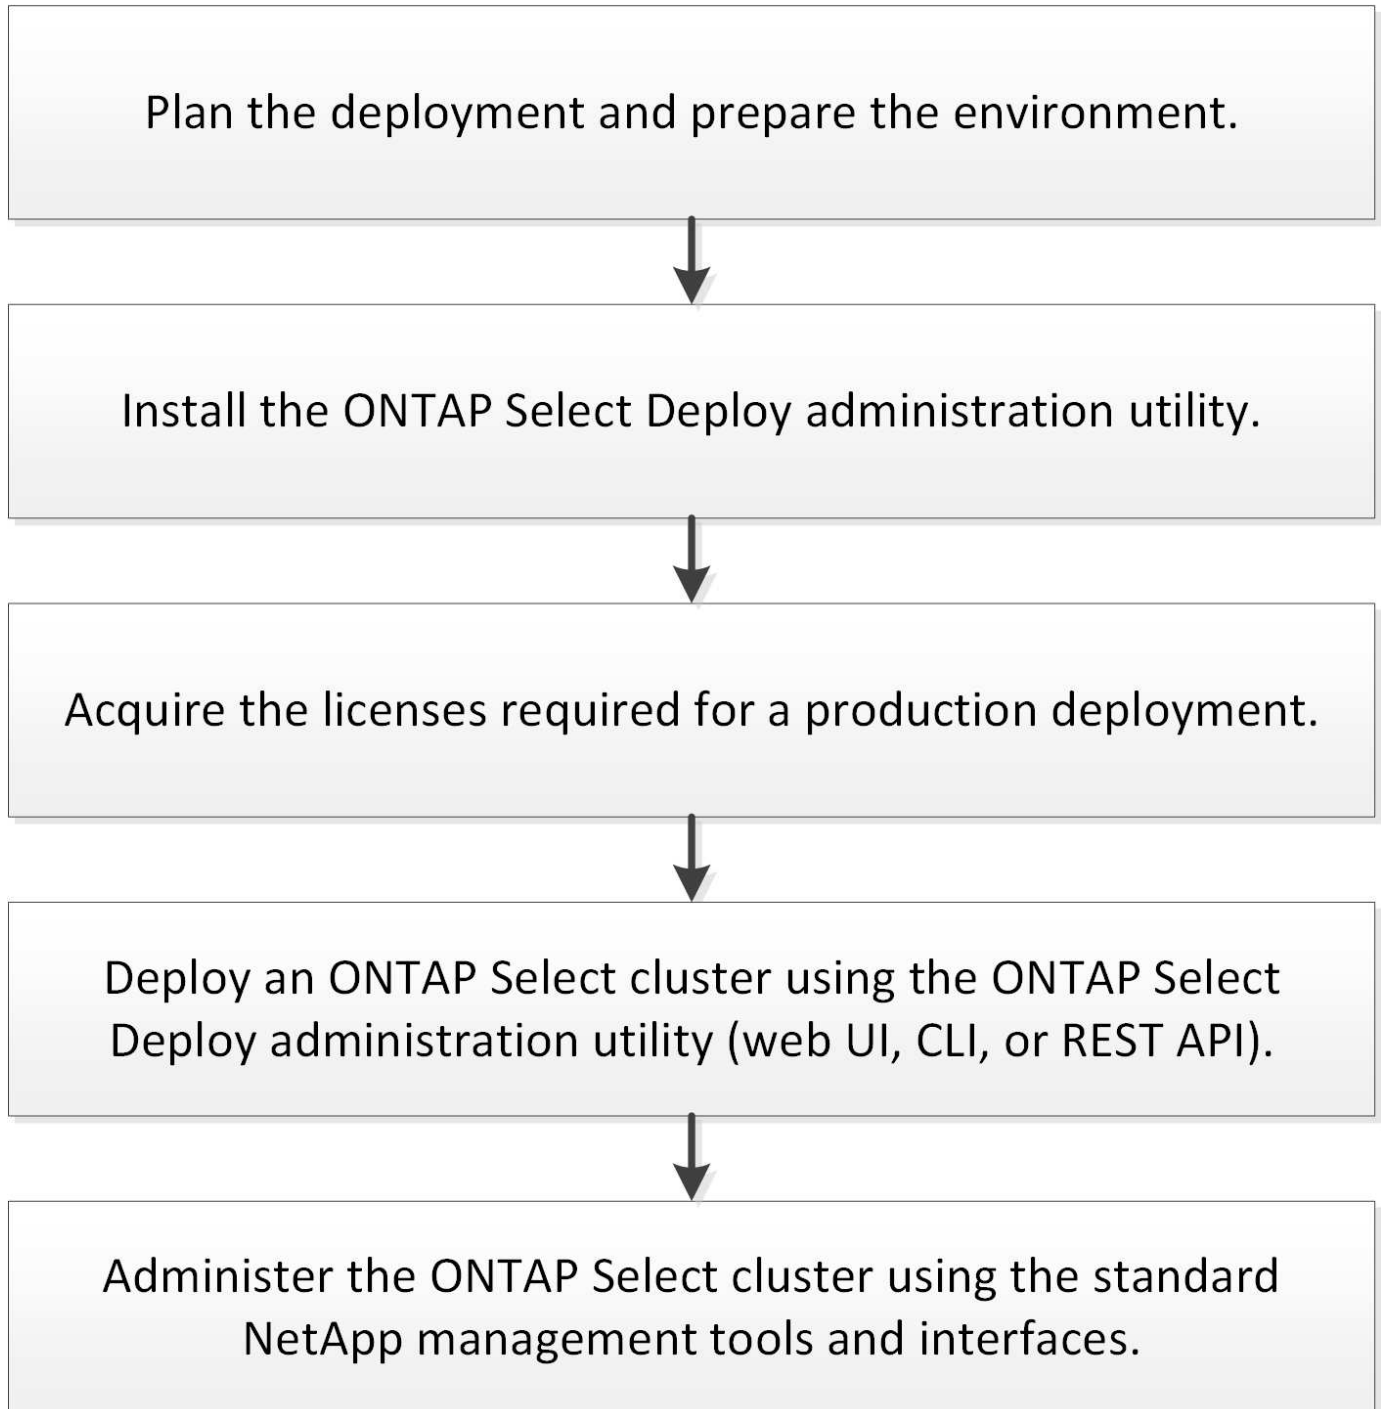 Plan the deployment and prepare the environment.
Install the ONTAP Select Deploy administration utility.
Acquire the licenses required for a production deployment.
Deploy an ONTAP Select cluster using the ONTAP Select
Deploy administration utility (web UI, CLI, or REST API).
Administer the ONTAP Select cluster using the standard
NetApp management tools and interfaces.